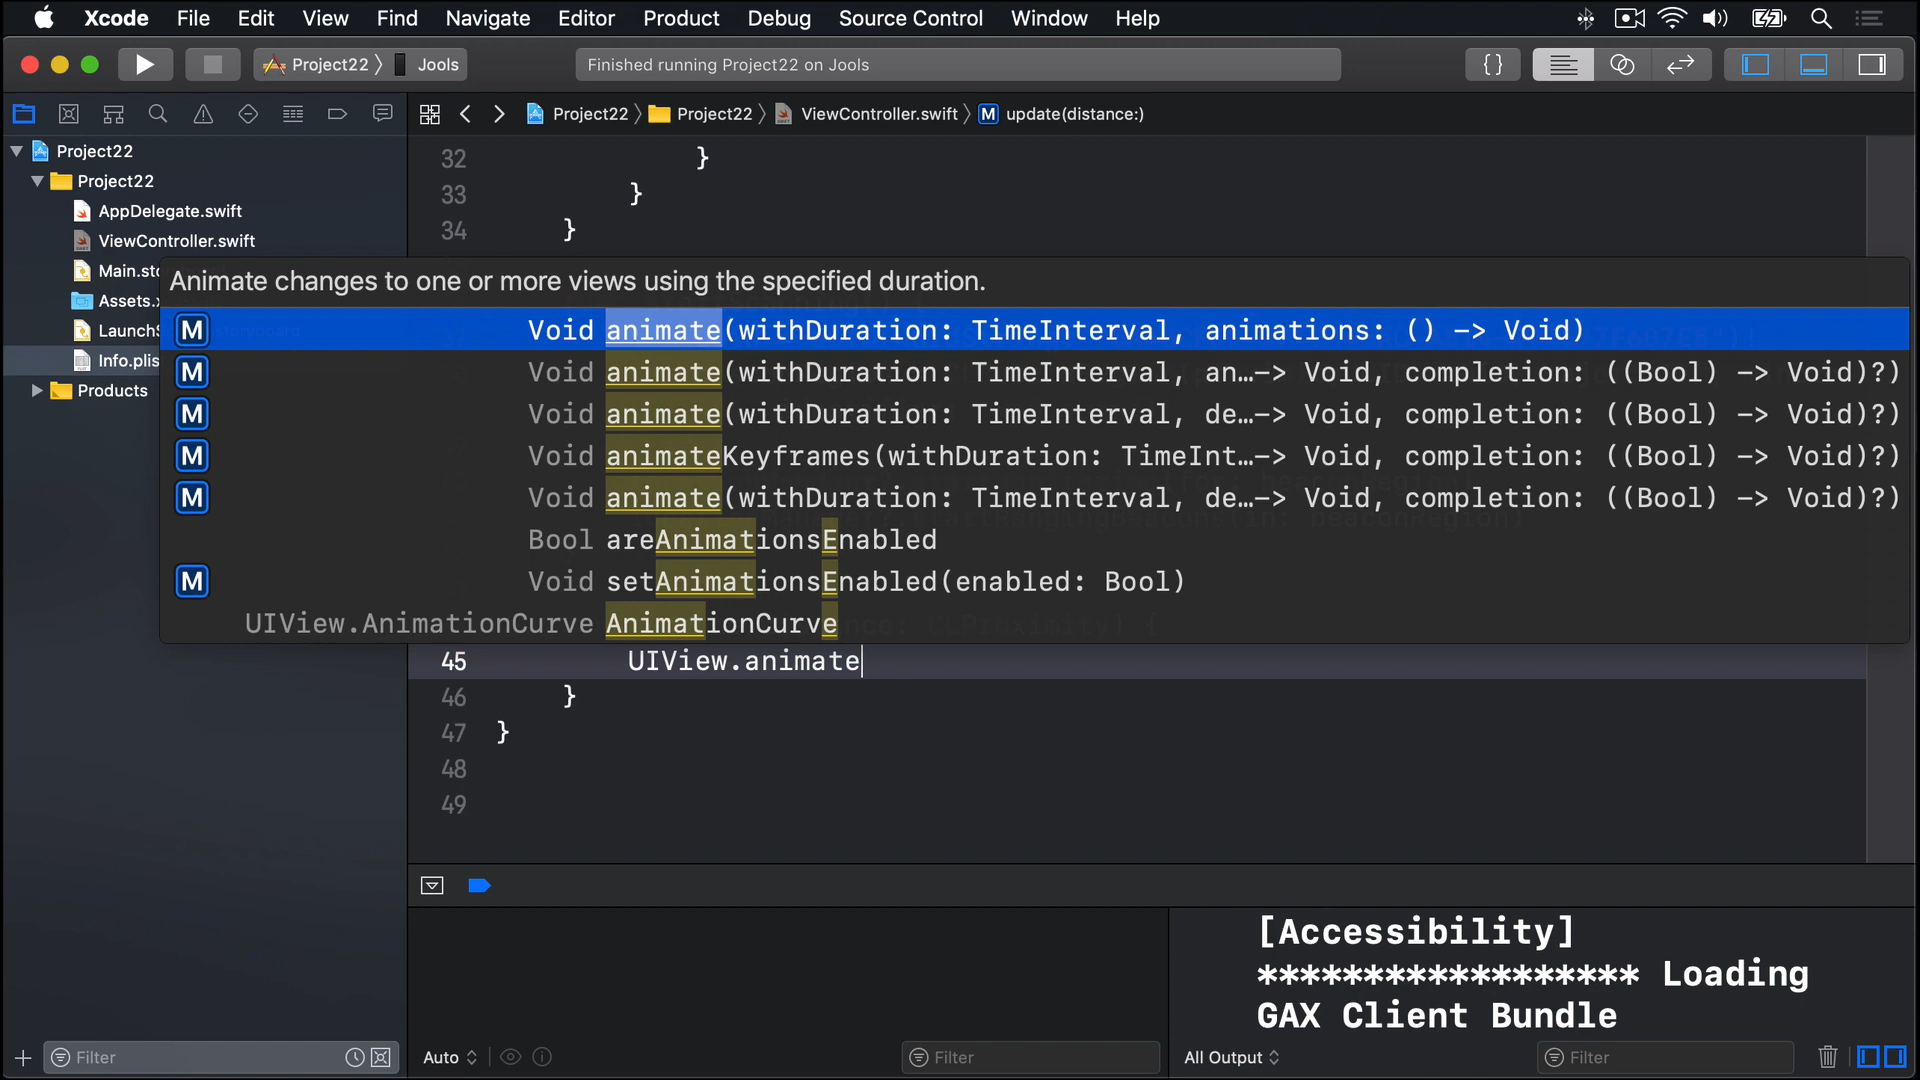 Xcode File Edit View Find Navigate Editor Product Debug Source Control Window Help
Project22 Jools
Finished running Project22 on Jools
{}
Project22 Project22 ViewController.swift M update(distance:)
Project22
Project22
AppDelegate.swift
ViewController.swift
Main.sto
Assets.x
LaunchS
Info.plis
Products
32 }
33 }
34 }
Animate changes to one or more views using the specified duration.
M Void animate(withDuration: TimeInterval, animations: () -> Void)
M Void animate(withDuration: TimeInterval, an…-> Void, completion: ((Bool) -> Void)?)
M Void animate(withDuration: TimeInterval, de…-> Void, completion: ((Bool) -> Void)?)
M Void animateKeyframes(withDuration: TimeInt…-> Void, completion: ((Bool) -> Void)?)
M Void animate(withDuration: TimeInterval, de…-> Void, completion: ((Bool) -> Void)?)
Bool areAnimationsEnabled
M Void setAnimationsEnabled(enabled: Bool)
UIView.AnimationCurve AnimationCurve
45 UIView.animate
46 }
47 }
48
49
[Accessibility]
****************** Loading
GAX Client Bundle
Filter
Auto
Filter
All Output
Filter